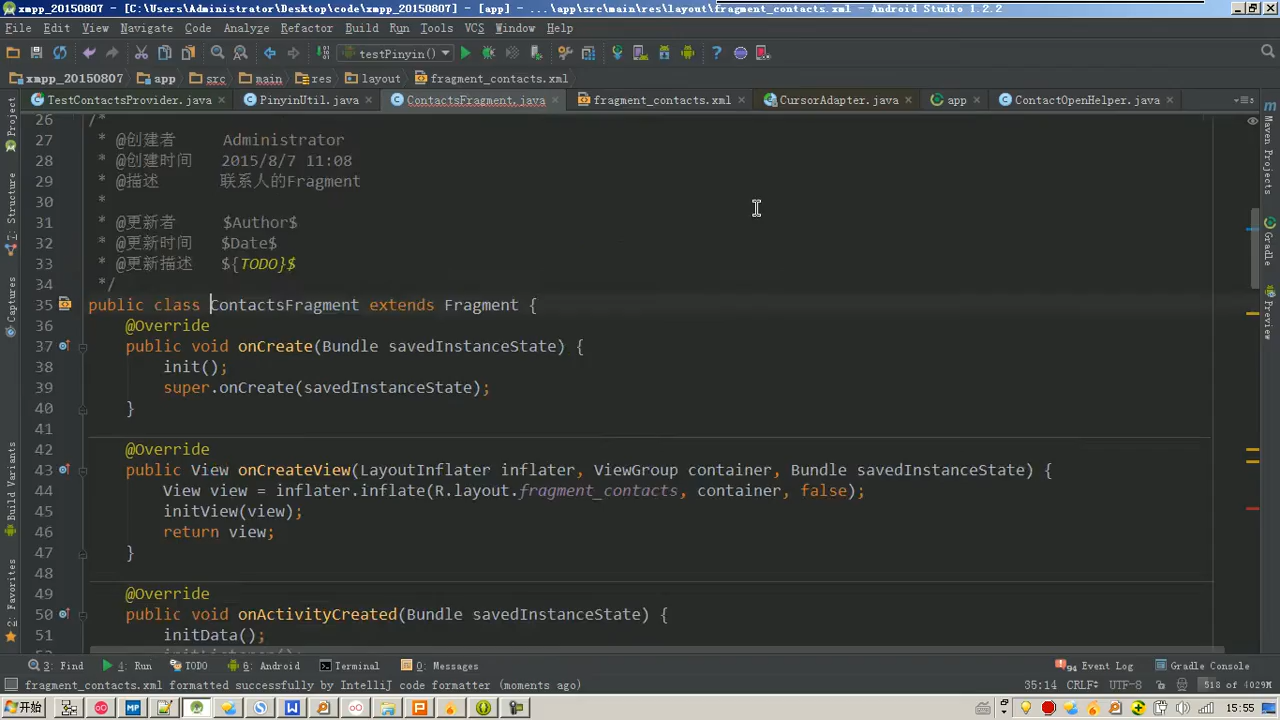 xmpp_20150807 - [C:\Users\Administrator\Desktop\code\xmpp_20150807] - [app] - ...\app\src\main\res\layout\fragment_contacts.xml - Android Studio 1.2.2
File Edit View Navigate Code Analyze Refactor Build Run Tools VCS Window Help
testPinyin()
xmpp_20150807 app src main res layout fragment_contacts.xml
TestContactsProvider.java PinyinUtil.java ContactsFragment.java fragment_contacts.xml CursorAdapter.java app ContactOpenHelper.java
1: Project
Z: Structure
Captures
Build Variants
2: Favorites
26 /*
27 * @创建者 Administrator
28 * @创建时间 2015/8/7 11:08
29 * @描述 联系人的Fragment
30 *
31 * @更新者 $Author$
32 * @更新时间 $Date$
33 * @更新描述 ${TODO}$
34 */
35 public class ContactsFragment extends Fragment {
36 @Override
37 public void onCreate(Bundle savedInstanceState) {
38 init();
39 super.onCreate(savedInstanceState);
40 }
41
42 @Override
43 public View onCreateView(LayoutInflater inflater, ViewGroup container, Bundle savedInstanceState) {
44 View view = inflater.inflate(R.layout.fragment_contacts, container, false);
45 initView(view);
46 return view;
47 }
48
49 @Override
50 public void onActivityCreated(Bundle savedInstanceState) {
51 initData();
Maven Projects
Gradle
Preview
3: Find 4: Run TODO 6: Android Terminal 0: Messages 94 Event Log Gradle Console
fragment_contacts.xml formatted successfully by IntelliJ code formatter (moments ago) 35:14 CRLF UTF-8 518 of 4029M
开始 15:55